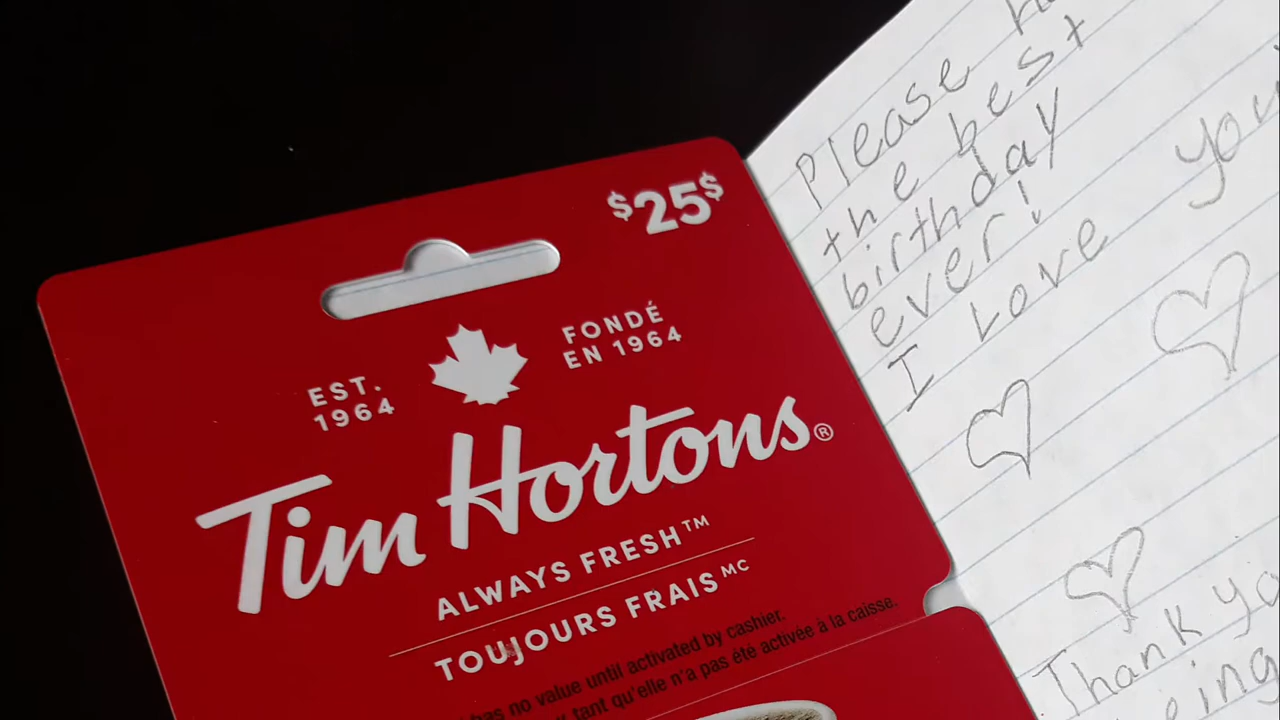 $25$
EST.
1964
FONDÉ
EN 1964
Tim Hortons®
ALWAYS FRESH™
TOUJOURS FRAIS MC
has no value until activated by cashier.
tant qu'elle n'a pas été activée à la caisse.
Please
the best
birthday
ever!
I Love you
Thank